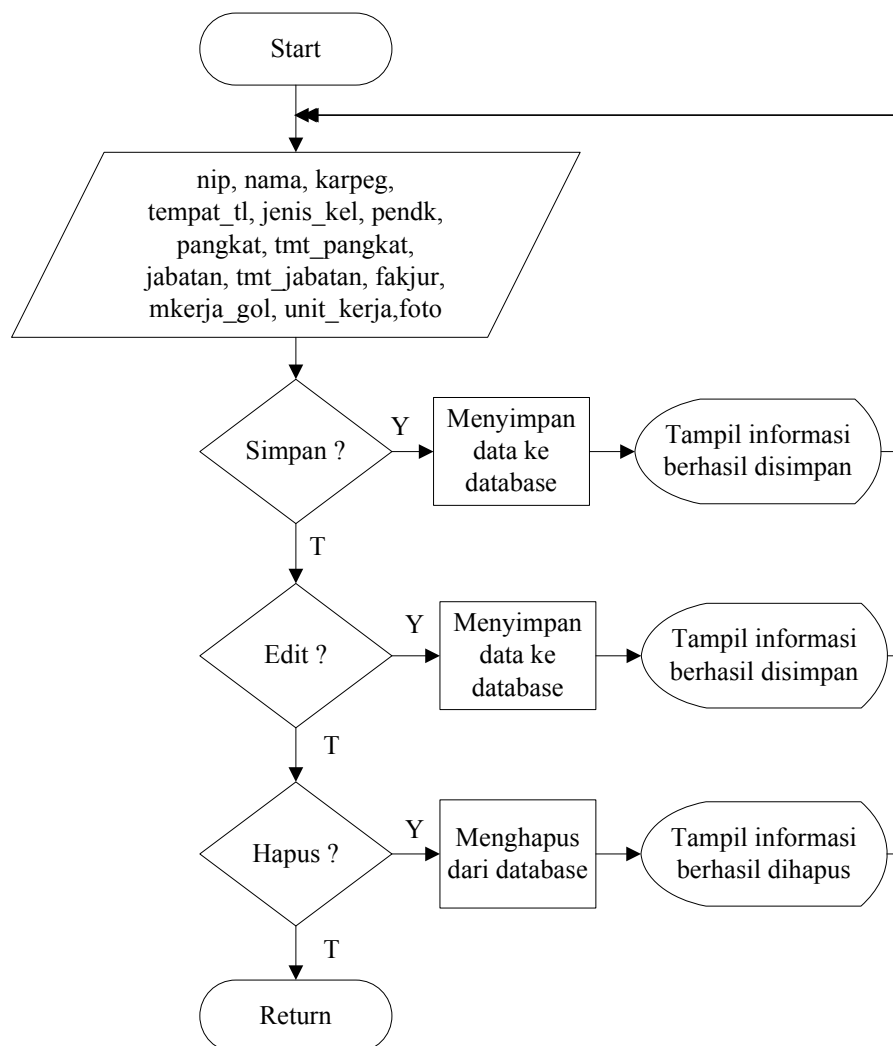 Start
nip, nama, karpeg,
tempat_tl, jenis_kel, pendk,
pangkat, tmt_pangkat,
jabatan, tmt_jabatan, fakjur,
mkerja_gol, unit_kerja,foto
Simpan ?
Y
Menyimpan
data ke
database
Tampil informasi
berhasil disimpan
T
Edit ?
Y
Menyimpan
data ke
database
Tampil informasi
berhasil disimpan
T
Hapus ?
Y
Menghapus
dari database
Tampil informasi
berhasil dihapus
T
Return